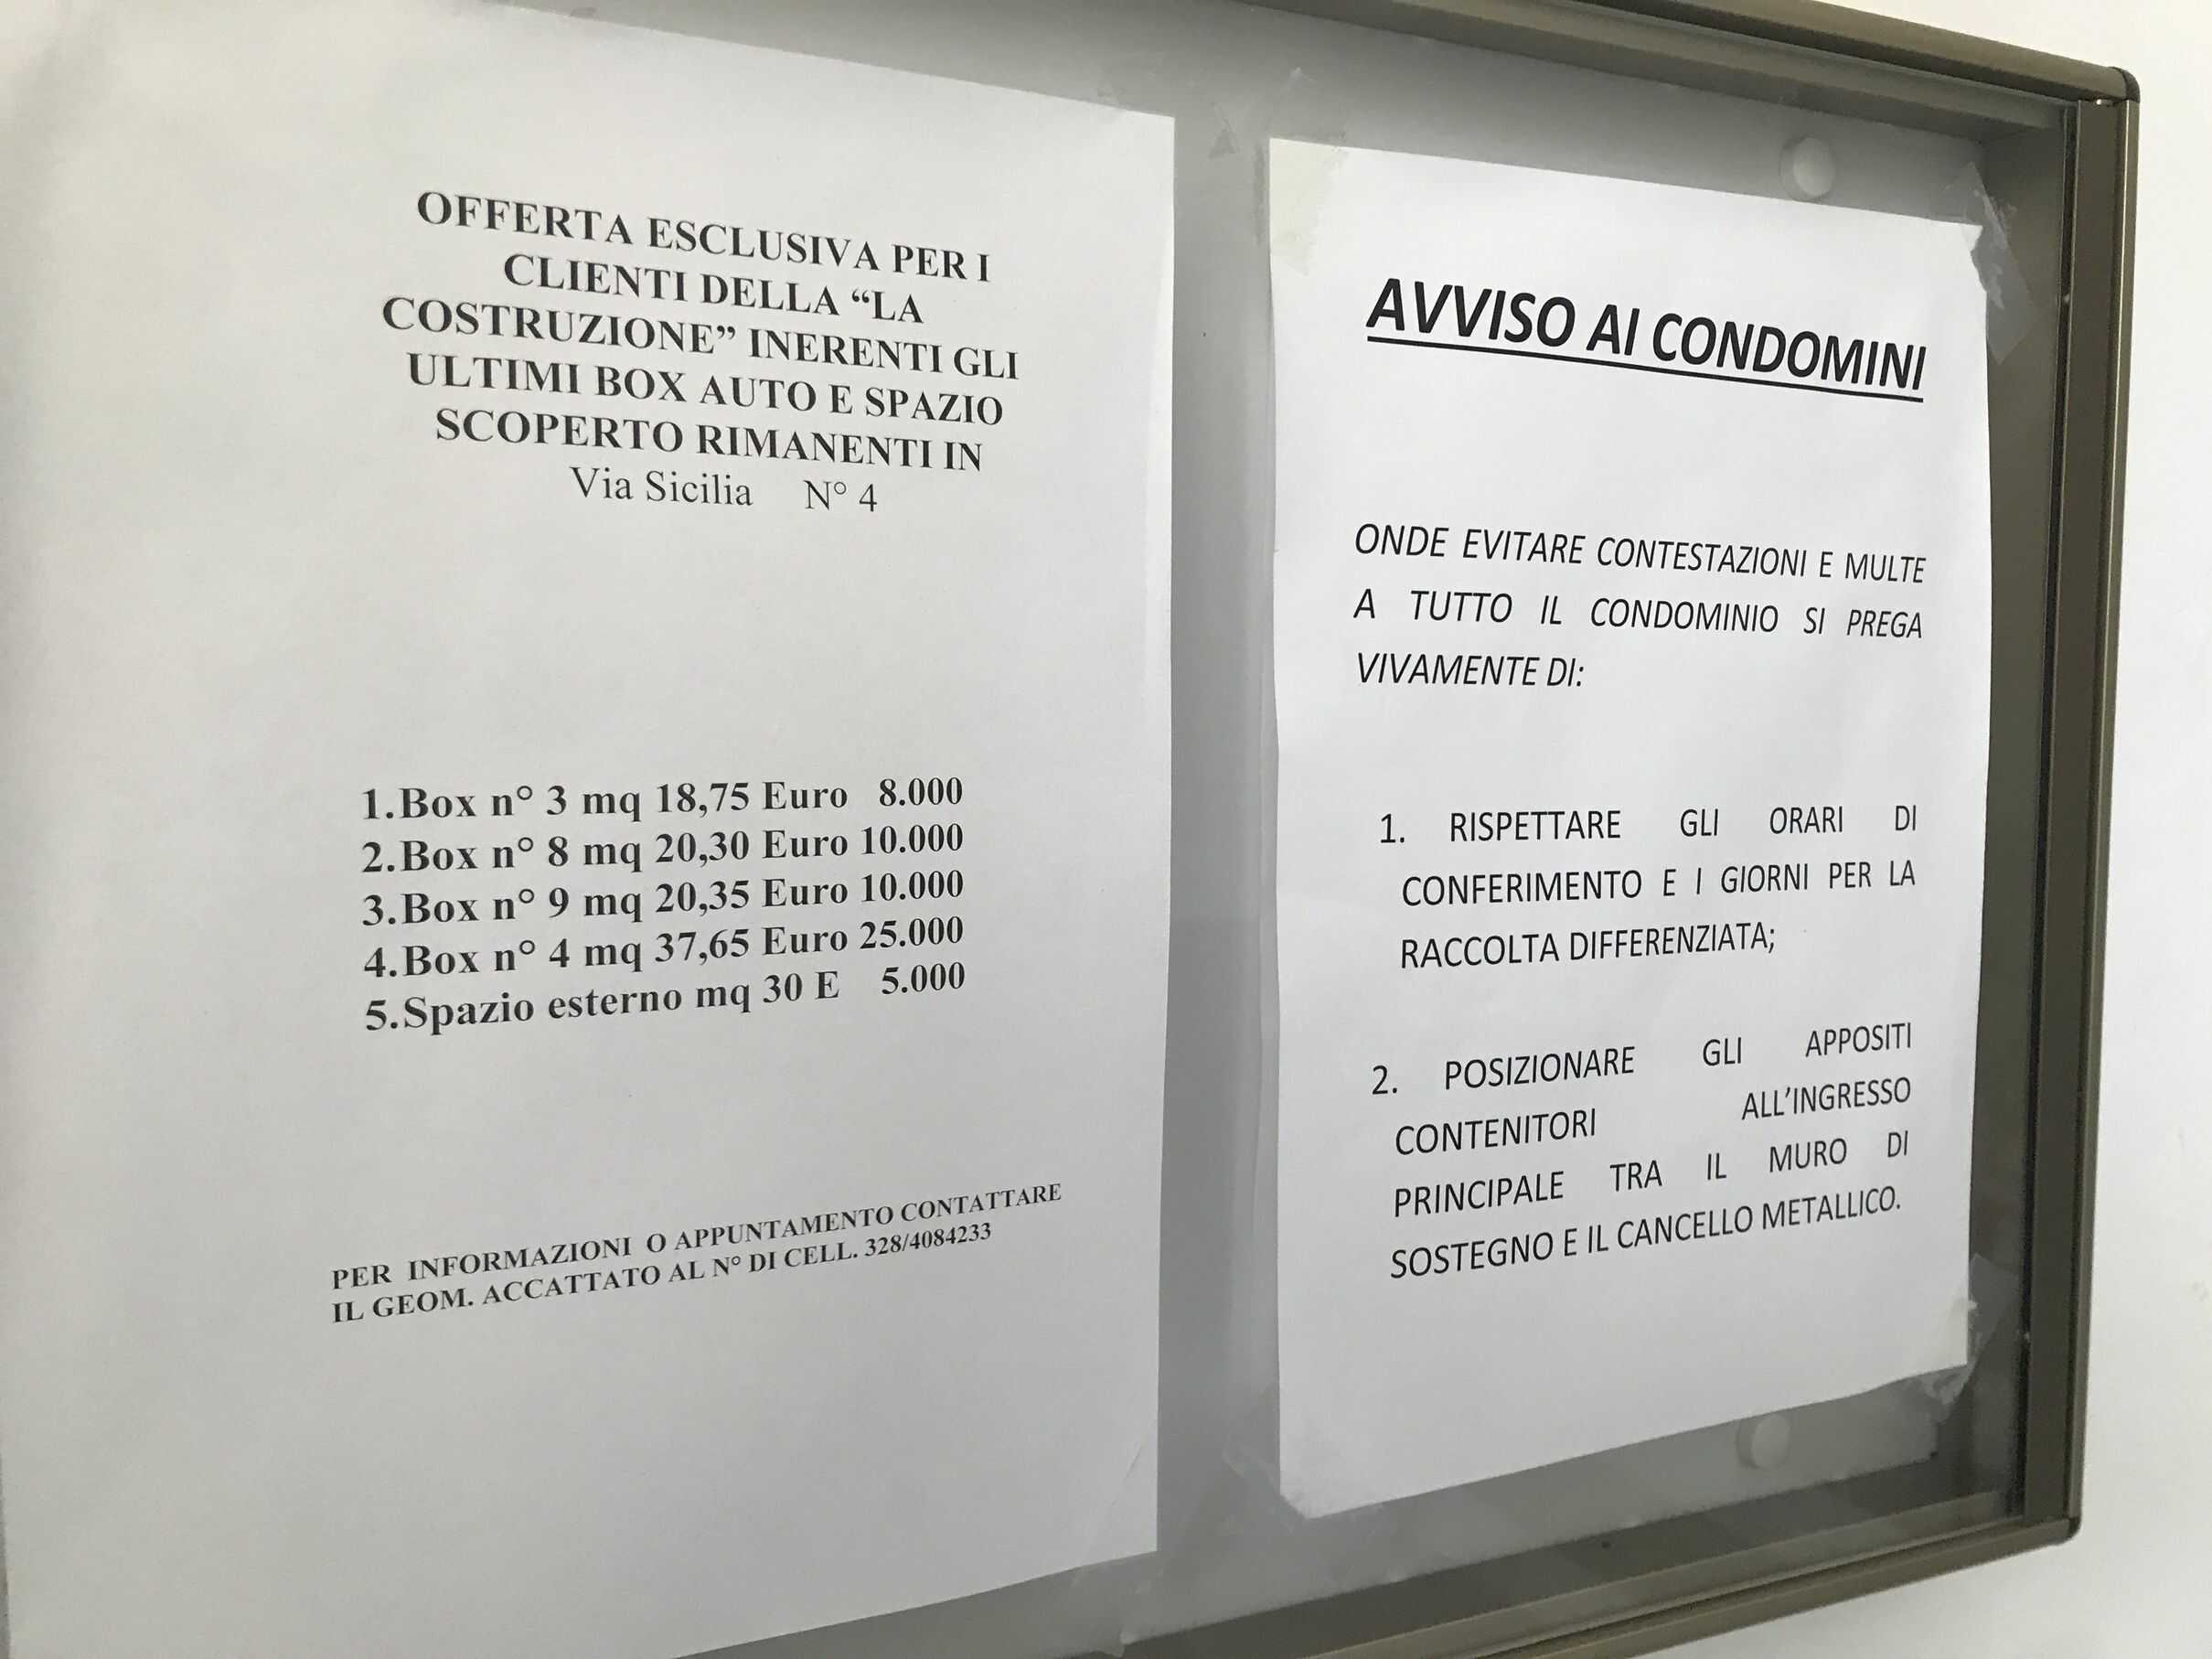 OFFERTA ESCLUSIVA PER I
CLIENTI DELLA “LA
COSTRUZIONE” INERENTI GLI
ULTIMI BOX AUTO E SPAZIO
SCOPERTO RIMANENTI IN
Via Sicilia N° 4
1.Box n° 3 mq 18,75 Euro 8.000
2.Box n° 8 mq 20,30 Euro 10.000
3.Box n° 9 mq 20,35 Euro 10.000
4.Box n° 4 mq 37,65 Euro 25.000
5.Spazio esterno mq 30 E 5.000
PER INFORMAZIONI O APPUNTAMENTO CONTATTARE
IL GEOM. ACCATTATO AL N° DI CELL. 328/4084233
AVVISO AI CONDOMINI
ONDE EVITARE CONTESTAZIONI E MULTE
A TUTTO IL CONDOMINIO SI PREGA
VIVAMENTE DI:
1. RISPETTARE GLI ORARI DI
CONFERIMENTO E I GIORNI PER LA
RACCOLTA DIFFERENZIATA;
2. POSIZIONARE GLI APPOSITI
CONTENITORI ALL’INGRESSO
PRINCIPALE TRA IL MURO DI
SOSTEGNO E IL CANCELLO METALLICO.